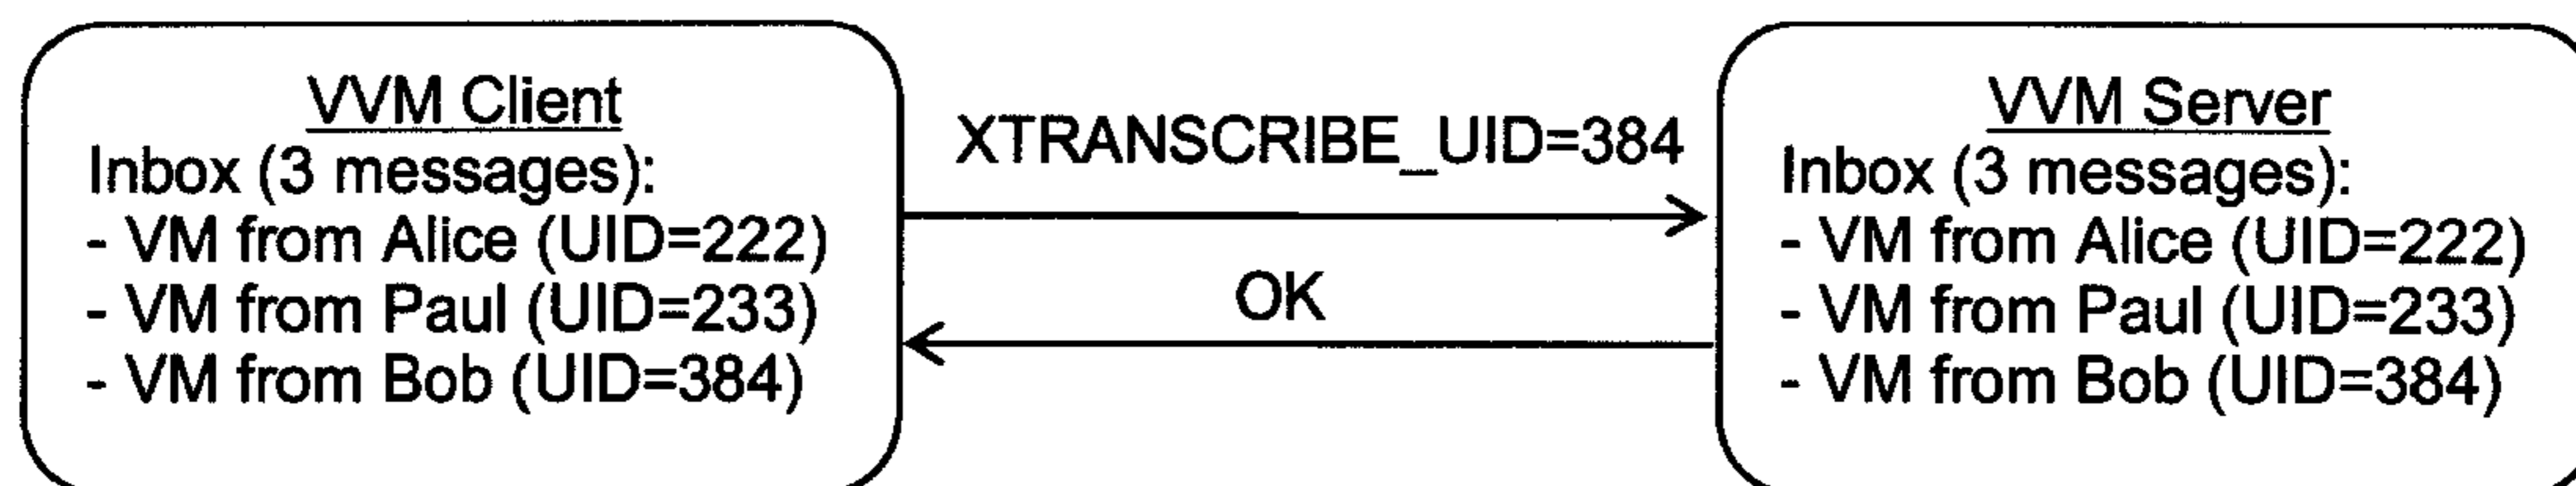 VVM Client
Inbox (3 messages):
- VM from Alice (UID=222)
- VM from Paul (UID=233)
- VM from Bob (UID=384)
XTRANSCRIBE_UID=384
OK
VVM Server
Inbox (3 messages):
- VM from Alice (UID=222)
- VM from Paul (UID=233)
- VM from Bob (UID=384)